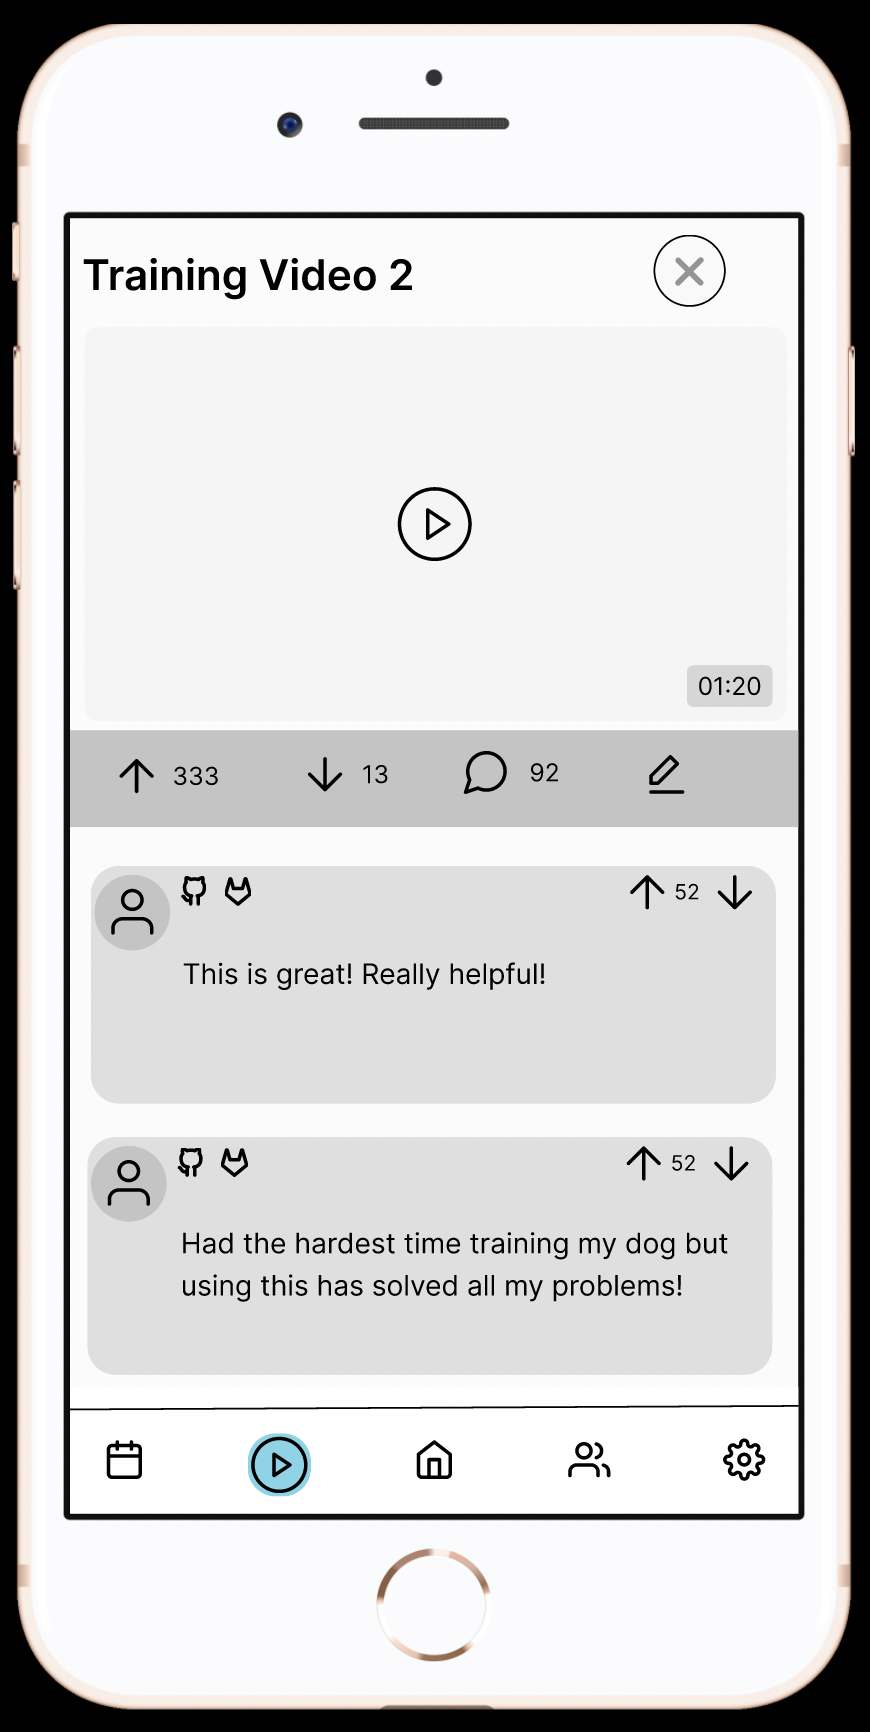 Training Video 2
01:20
333 13 92
52
This is great! Really helpful!
52
Had the hardest time training my dog but
using this has solved all my problems!